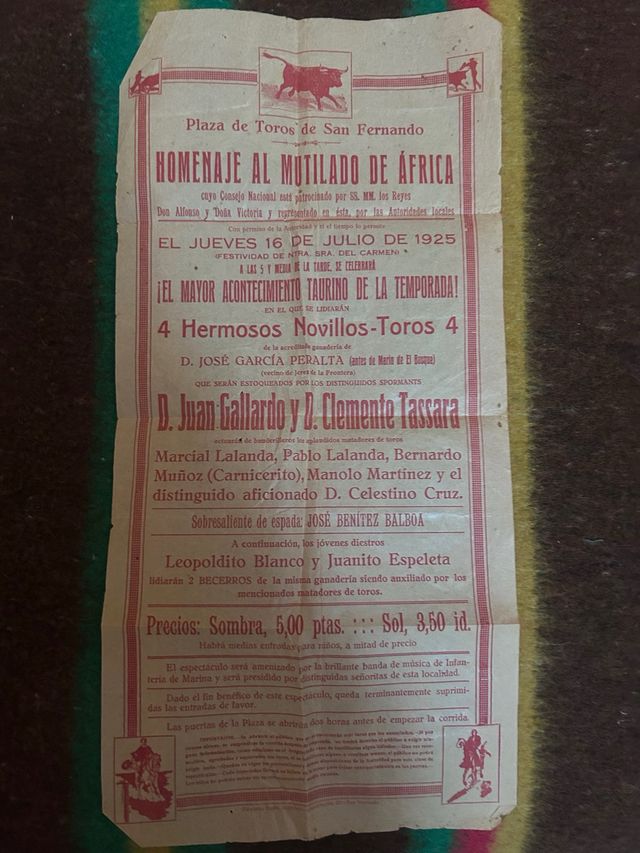 Plaza de Toros de San Fernando
HOMENAJE AL MUTILADO DE ÁFRICA
cuyo Consejo Nacional está patrocinado por SS. MM. los Reyes
Don Alfonso y Doña Victoria y representado en ésta, por las Autoridades locales
Con permiso de la Autoridad y si el tiempo lo permite
EL JUEVES 16 DE JULIO DE 1925
(FESTIVIDAD DE NTRA. SRA. DEL CARMEN)
A LAS 5 Y MEDIA DE LA TARDE, SE CELEBRARÁ
¡EL MAYOR ACONTECIMIENTO TAURINO DE LA TEMPORADA!
EN EL QUE SE LIDIARÁN
4 Hermosos Novillos-Toros 4
de la acreditada ganadería de
D. JOSÉ GARCÍA PERALTA (antes de Marín de El Bosque)
(vecino de Jerez de la Frontera)
QUE SERÁN ESTOQUEADOS POR LOS DISTINGUIDOS SPORMANTS
D. Juan Gallardo y D. Clemente Tassara
actuarán de banderilleros los aplaudidos matadores de toros
Marcial Lalanda, Pablo Lalanda, Bernardo
Muñoz (Carnicerito), Manolo Martínez y el
distinguido aficionado D. Celestino Cruz.
Sobresaliente de espada: JOSÉ BENÍTEZ BALBOA
A continuación, los jóvenes diestros
Leopoldito Blanco y Juanito Espeleta
lidiarán 2 BECERROS de la misma ganadería siendo auxiliado por los
mencionados matadores de toros.
Precios: Sombra, 5,00 ptas. ::: Sol, 3,50 id.
Habrá medias entradas para niños, a mitad de precio
El espectáculo será amenizado por la brillante banda de música de Infan-
tería de Marina y será presidido por distinguidas señoritas de esta localidad.
Dado el fin benéfico de este espectáculo, queda terminantemente suprimi-
das las entradas de favor.
Las puertas de la Plaza se abrirán dos horas antes de empezar la corrida